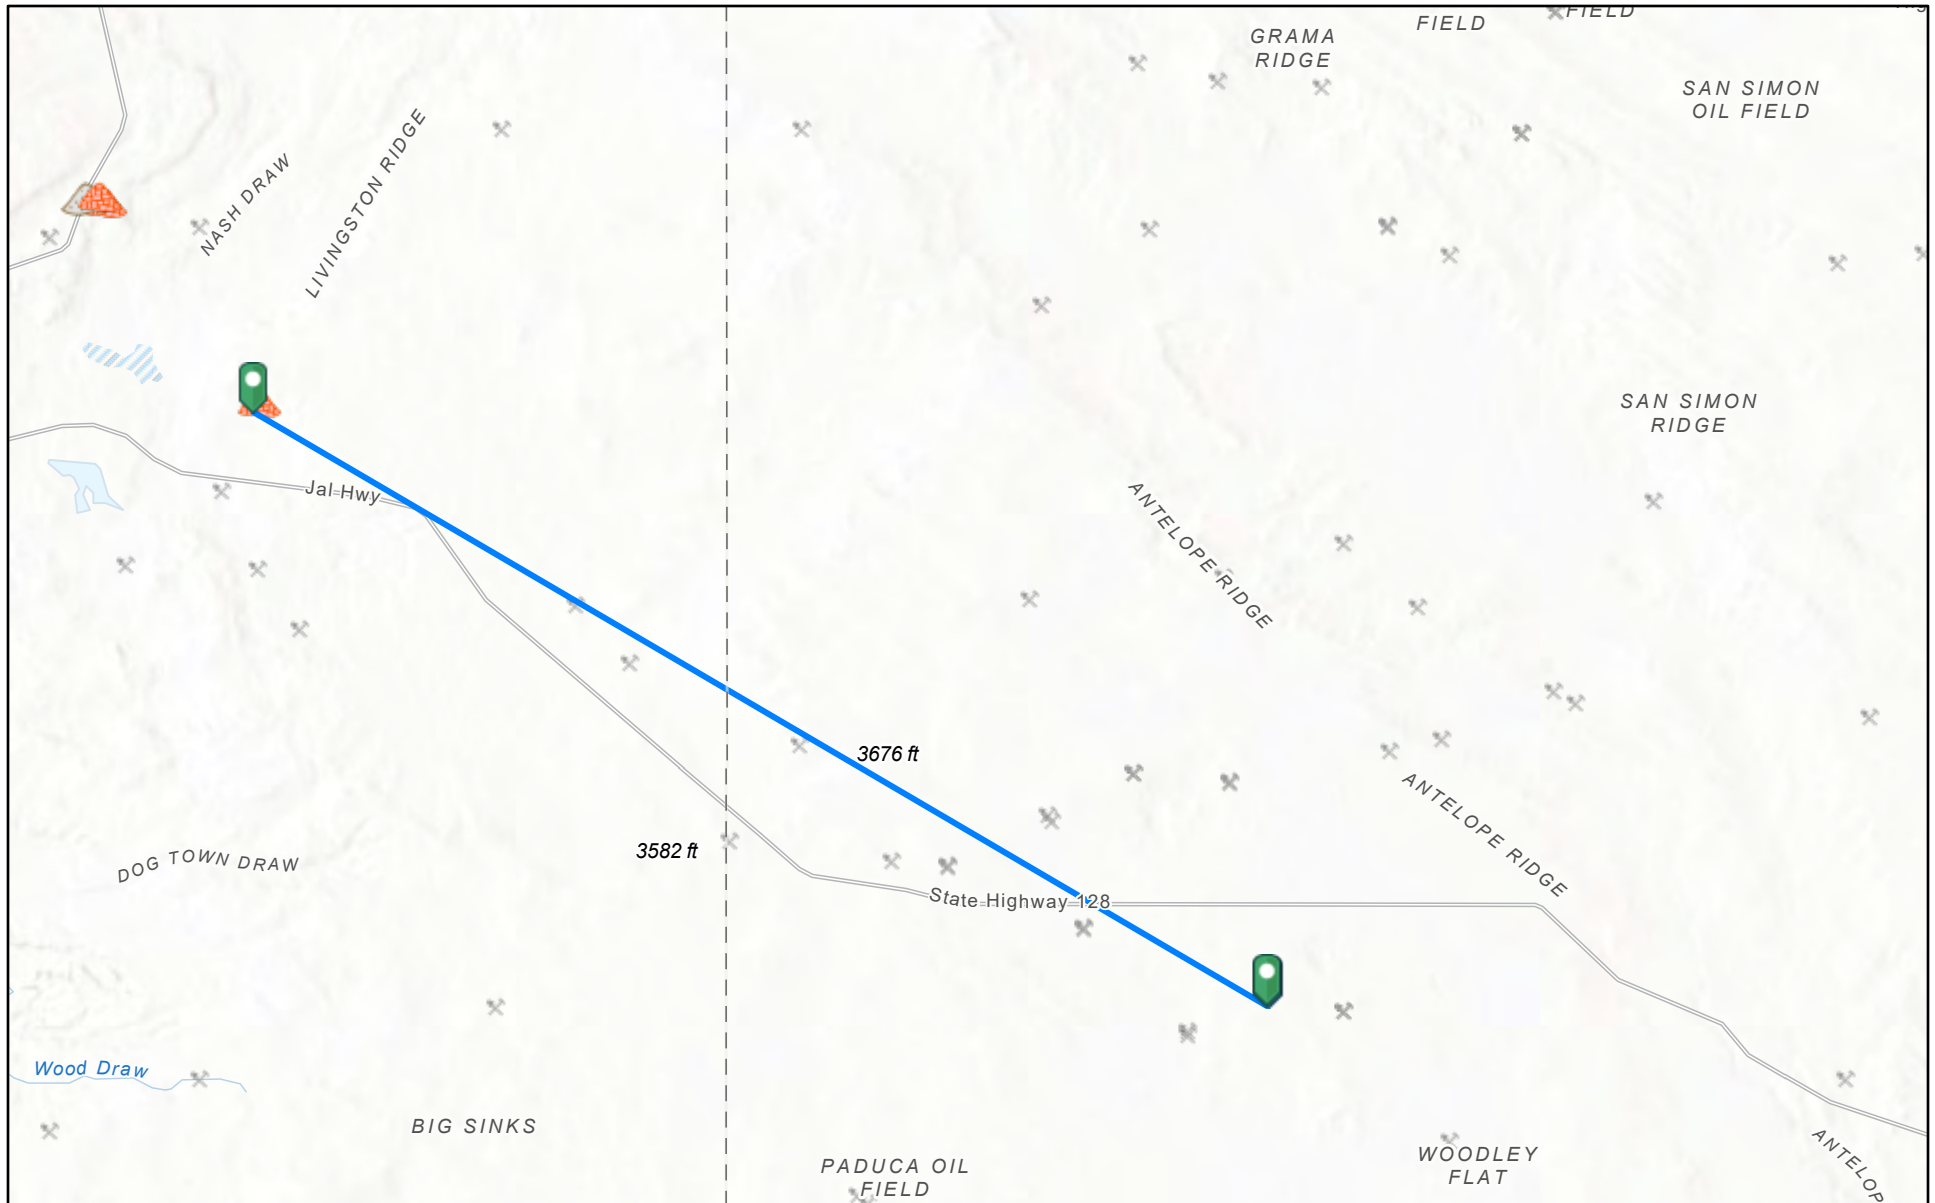 FIELD
FIELD
GRAMA
RIDGE
SAN SIMON
OIL FIELD
NASH DRAW
LIVINGSTON RIDGE
SAN SIMON
RIDGE
Jal Hwy
ANTELOPE RIDGE
3676 ft
ANTELOPE RIDGE
3582 ft
DOG TOWN DRAW
State Highway 128
Wood Draw
BIG SINKS
PADUCA OIL
FIELD
WOODLEY
FLAT
ANTELOP